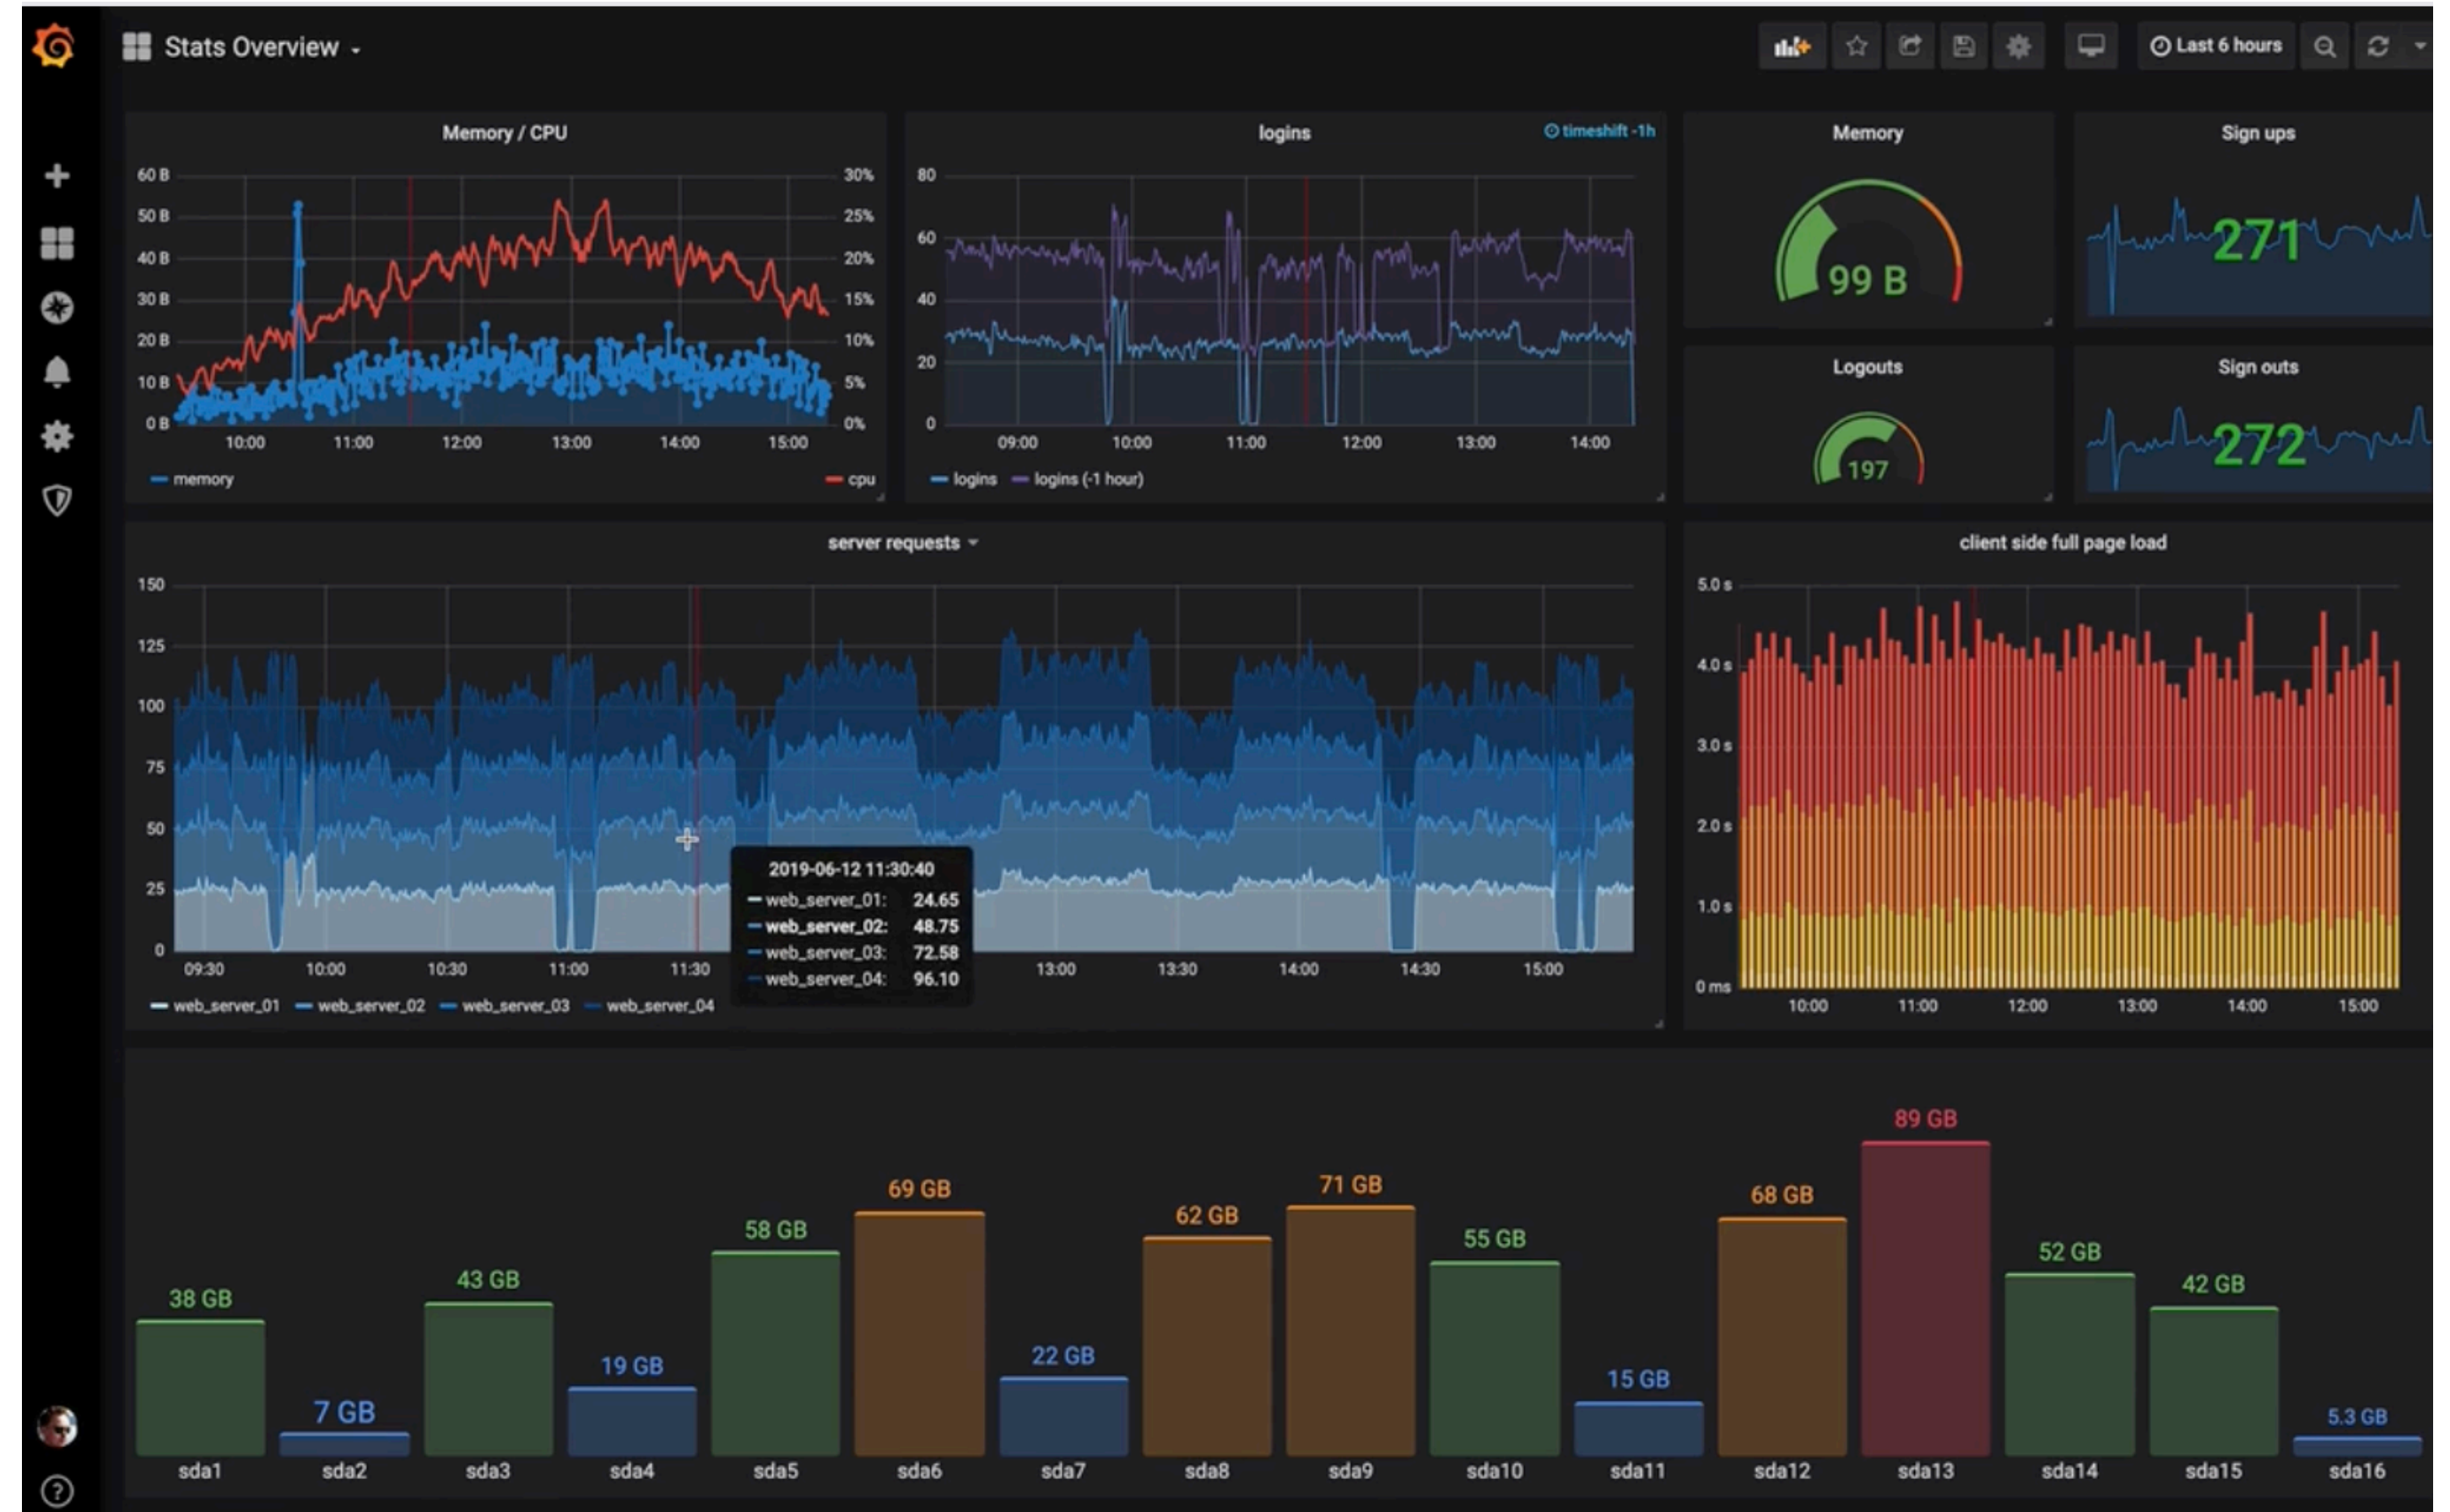 Stats Overview
Last 6 hours
Memory / CPU
60 B
50 B
40 B
30 B
20 B
10 B
0 B
30%
25%
20%
15%
10%
5%
0%
10:00 11:00 12:00 13:00 14:00 15:00
memory
cpu
logins
timeshift -1h
80
60
40
20
0
09:00 10:00 11:00 12:00 13:00 14:00
logins logins (-1 hour)
Memory
99 B
Sign ups
271
Logouts
197
Sign outs
272
server requests
150
125
100
75
50
25
0
09:30 10:00 10:30 11:00 11:30 13:00 13:30 14:00 14:30 15:00
2019-06-12 11:30:40
web_server_01: 24.65
web_server_02: 48.75
web_server_03: 72.58
web_server_04: 96.10
web_server_01 web_server_02 web_server_03 web_server_04
client side full page load
5.0 s
4.0 s
3.0 s
2.0 s
1.0 s
0 ms
10:00 11:00 12:00 13:00 14:00 15:00
38 GB 7 GB 43 GB 19 GB 58 GB 69 GB 22 GB 62 GB 71 GB 55 GB 15 GB 68 GB 89 GB 52 GB 42 GB 5.3 GB
sda1 sda2 sda3 sda4 sda5 sda6 sda7 sda8 sda9 sda10 sda11 sda12 sda13 sda14 sda15 sda16
?